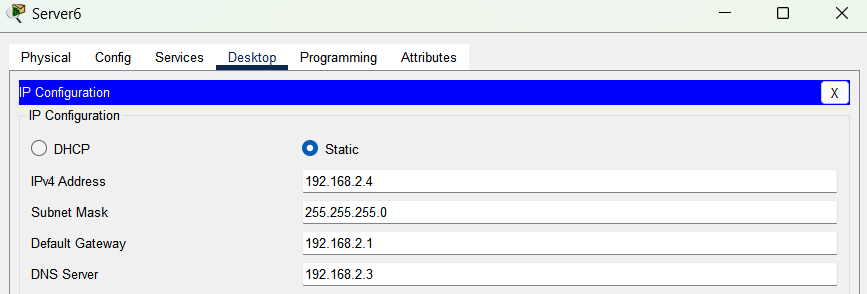 Server6
Physical Config Services Desktop Programming Attributes
IP Configuration X
IP Configuration
DHCP Static
IPv4 Address 192.168.2.4
Subnet Mask 255.255.255.0
Default Gateway 192.168.2.1
DNS Server 192.168.2.3